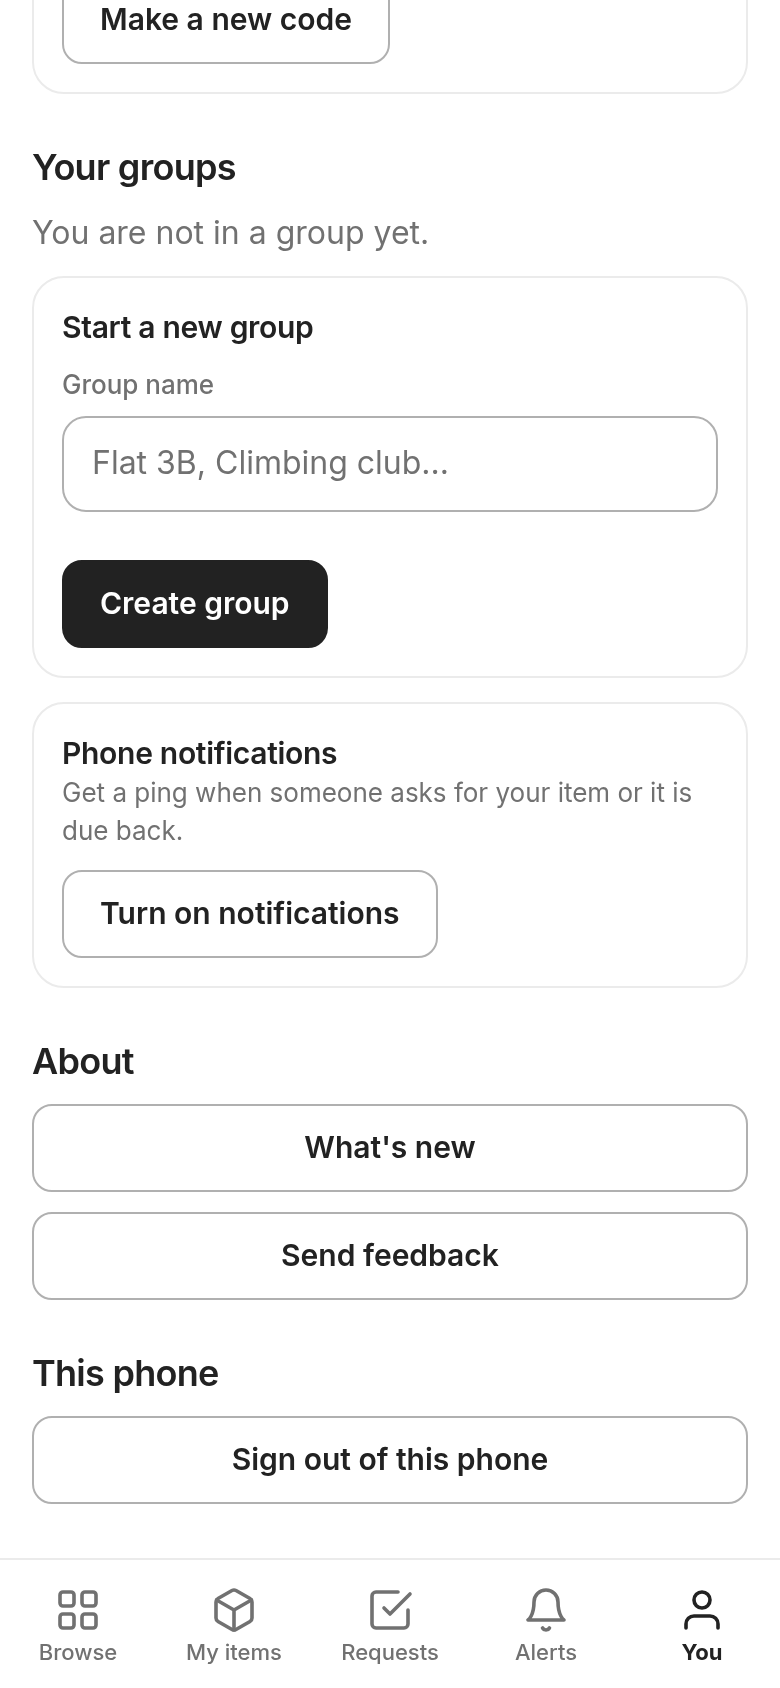 Make a new code
Your groups
You are not in a group yet.
Start a new group
Group name
Flat 3B, Climbing club...
Create group
Phone notifications
Get a ping when someone asks for your item or it is
due back.
Turn on notifications
About
What's new
Send feedback
This phone
Sign out of this phone
Browse
My items
Requests
Alerts
You